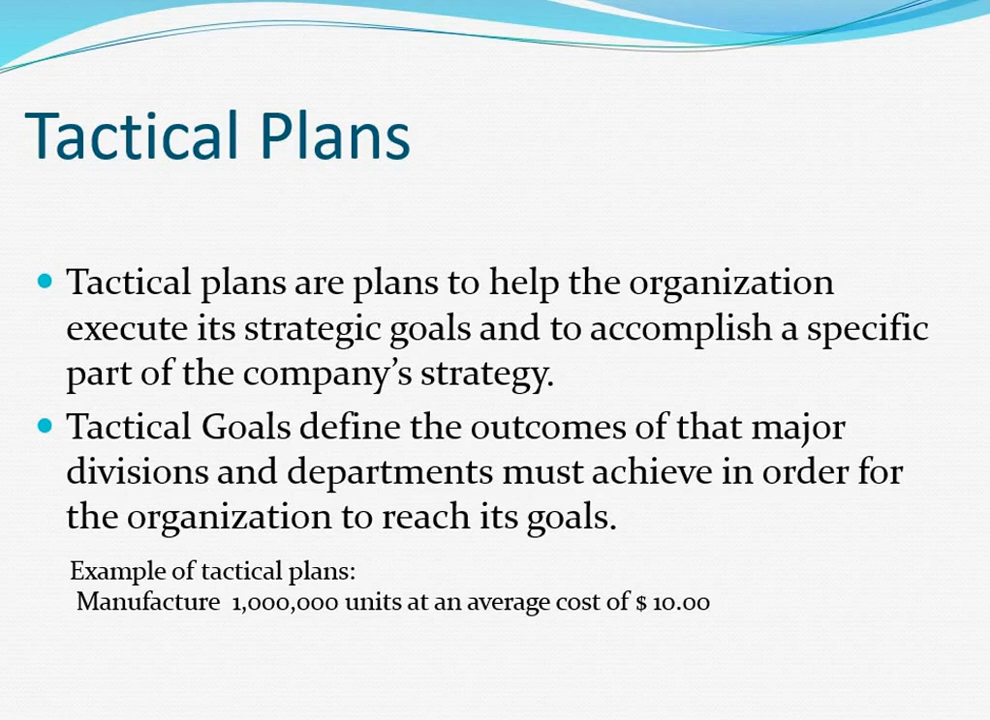 Tactical Plans
Tactical plans are plans to help the organization
execute its strategic goals and to accomplish a specific
part of the company’s strategy.
Tactical Goals define the outcomes of that major
divisions and departments must achieve in order for
the organization to reach its goals.
Example of tactical plans:
Manufacture 1,000,000 units at an average cost of $ 10.00